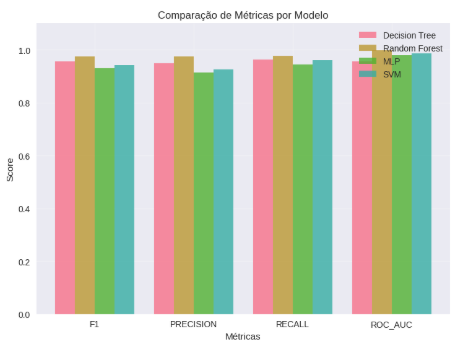 Comparação de Métricas por Modelo
Decision Tree
Random Forest
MLP
SVM
1.0
0.8
0.6
0.4
0.2
0.0
Score
F1 PRECISION RECALL ROC_AUC
Métricas